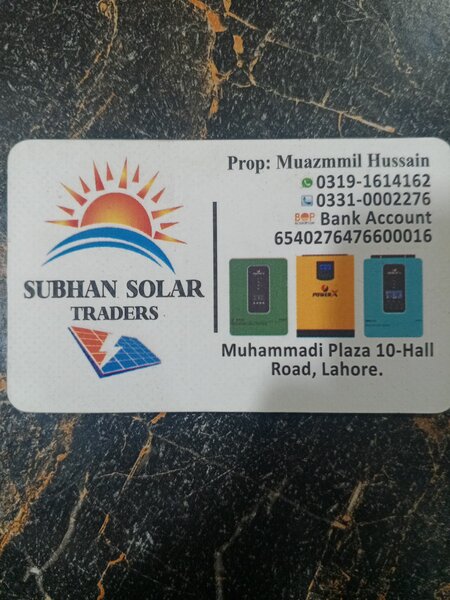 Prop: Muazmmil Hussain
0319-1614162
0331-0002276
BOP Bank Account
6540276476600016
SUBHAN SOLAR
TRADERS
POWER X
Muhammadi Plaza 10-Hall
Road, Lahore.